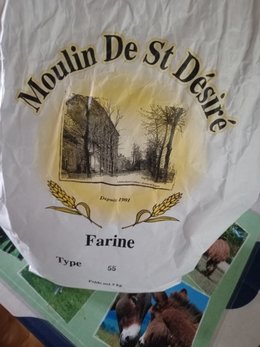 Moulin De St Désiré
Depuis 1901
Farine
Type 55